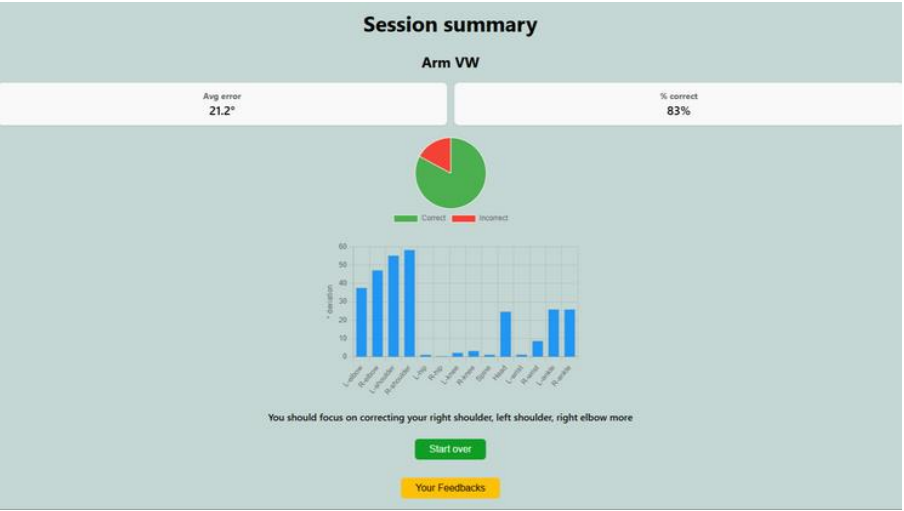 Session summary
Arm VW
Avg error
21.2°
% correct
83%
Correct
Incorrect
60
50
40
30
20
10
0
° deviation
L-elbow
R-elbow
L-shoulder
R-shoulder
L-hip
R-hip
L-knee
R-knee
Spine
Head
L-wrist
R-wrist
L-ankle
R-ankle
You should focus on correcting your right shoulder, left shoulder, right elbow more
Start over
Your Feedbacks